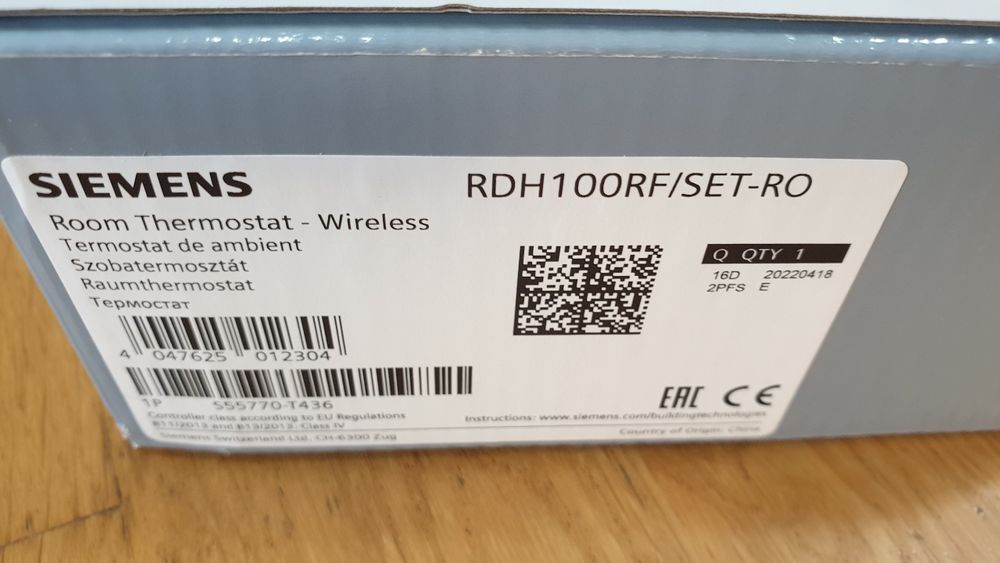 SIEMENS
RDH100RF/SET-RO
Room Thermostat - Wireless
Termostat de ambient
Szobatermosztát
Raumthermostat
Термостат
Q QTY 1
16D 20220418
2PFS E
4 047625 012304
1P S55770-T436
Controller class according to EU Regulations
811/2013 and 813/2013: Class IV
Siemens Switzerland Ltd, CH-6300 Zug
EAC CE
Instructions: www.siemens.com/buildingtechnologies
Country of Origin: China